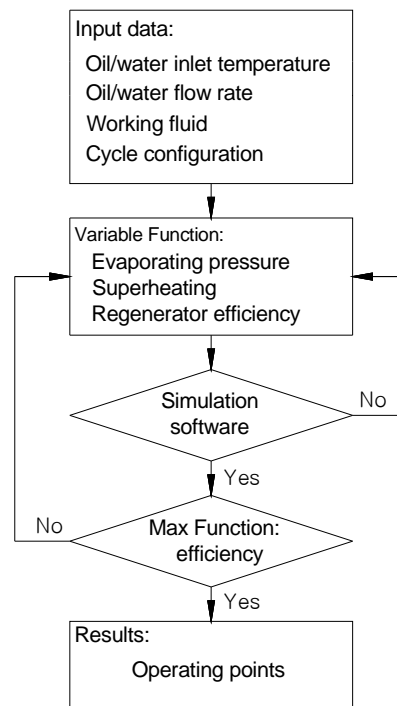 Input data:
Oil/water inlet temperature
Oil/water flow rate
Working fluid
Cycle configuration
Variable Function:
Evaporating pressure
Superheating
Regenerator efficiency
Simulation
software
No
Yes
No
Max Function:
efficiency
Yes
Results:
Operating points